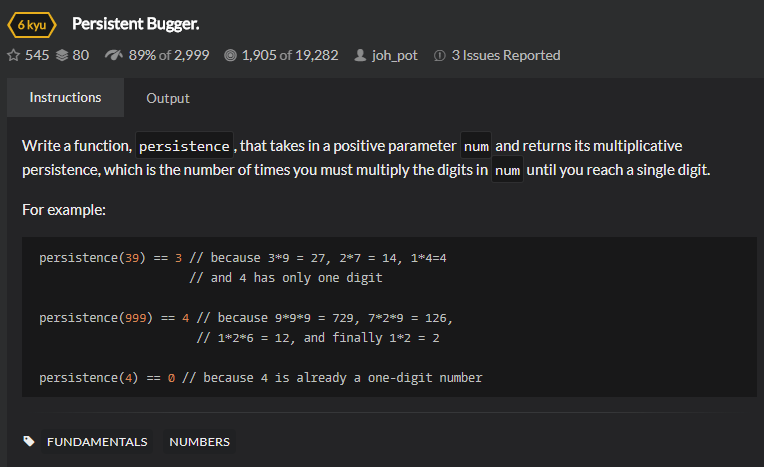 6 kyu Persistent Bugger.
545 80 89% of 2,999 1,905 of 19,282 joh_pot 3 Issues Reported
Instructions Output
Write a function, persistence, that takes in a positive parameter num and returns its multiplicative
persistence, which is the number of times you must multiply the digits in num until you reach a single digit.
For example:
persistence(39) == 3 // because 3*9 = 27, 2*7 = 14, 1*4=4
// and 4 has only one digit
persistence(999) == 4 // because 9*9*9 = 729, 7*2*9 = 126,
// 1*2*6 = 12, and finally 1*2 = 2
persistence(4) == 0 // because 4 is already a one-digit number
FUNDAMENTALS NUMBERS